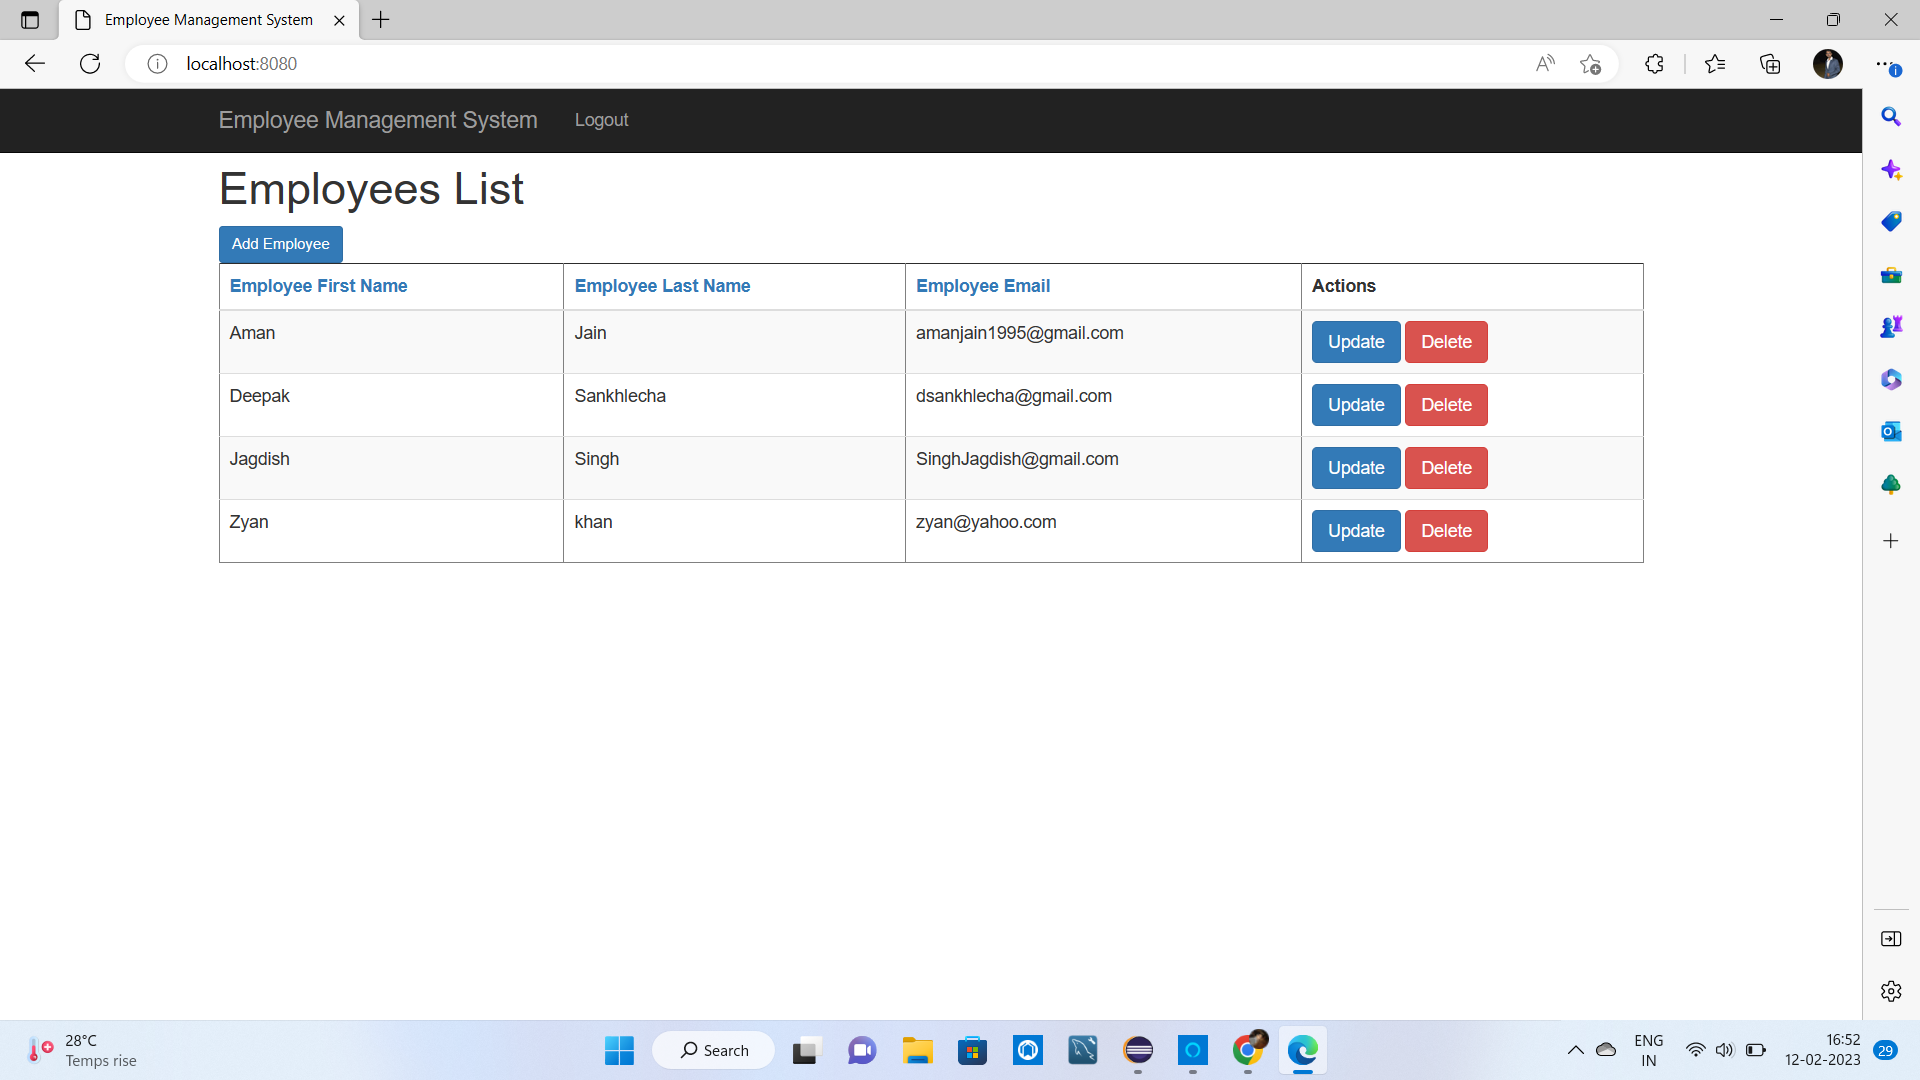 Employee Management System
localhost:8080
Employee Management System Logout
Employees List
Add Employee
Employee First Name Employee Last Name Employee Email Actions
Aman Jain amanjain1995@gmail.com Update Delete
Deepak Sankhlecha dsankhlecha@gmail.com Update Delete
Jagdish Singh SinghJagdish@gmail.com Update Delete
Zyan khan zyan@yahoo.com Update Delete
28°C
Temps rise
Search
ENG
IN
16:52
12-02-2023
29